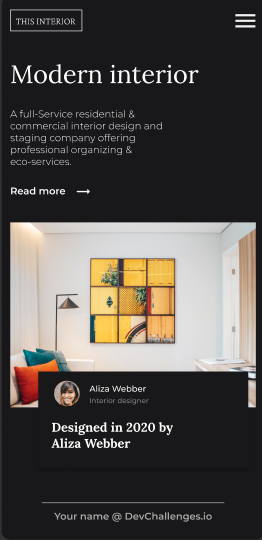 THIS INTERIOR
Modern interior
A full-Service residential &
commercial interior design and
staging company offering
professional organizing &
eco-services.
Read more
Aliza Webber
Interior designer
Designed in 2020 by
Aliza Webber
Your name @ DevChallenges.io